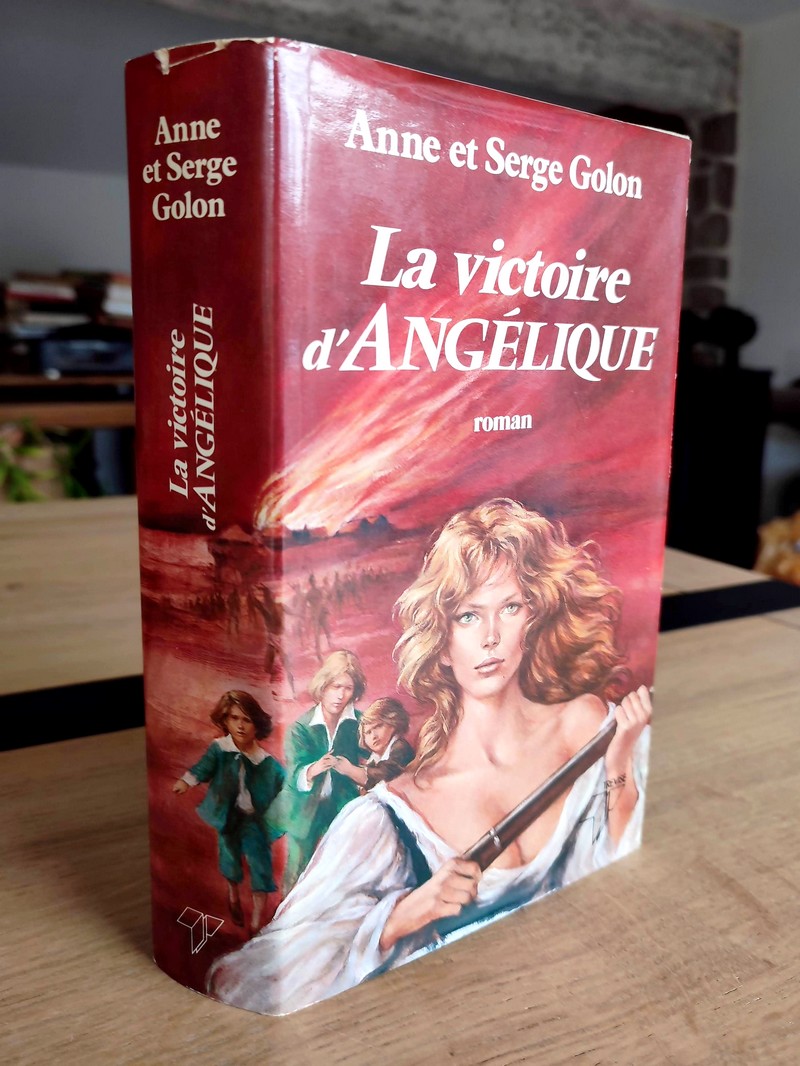 Anne
et Serge
Golon
La victoire
d'ANGÉLIQUE
Anne et Serge Golon
La victoire
d'ANGÉLIQUE
roman